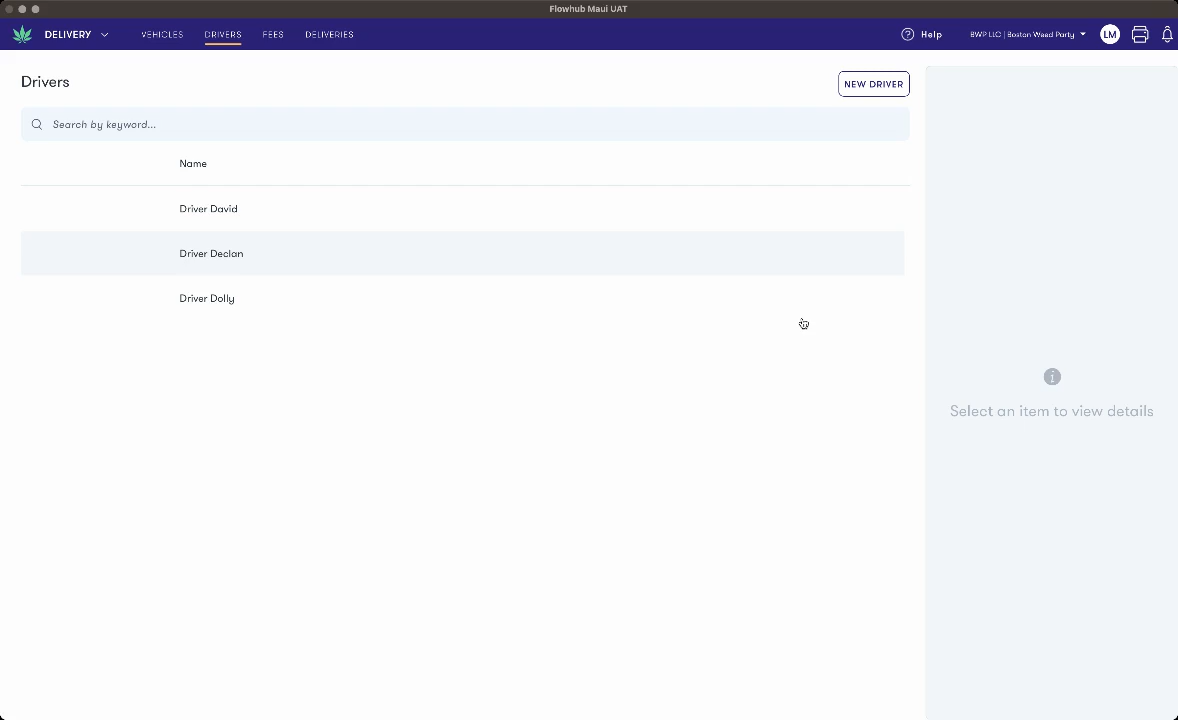 Flowhub Maui UAT
DELIVERY VEHICLES DRIVERS FEES DELIVERIES Help BWP LLC | Boston Weed Party LM
Drivers
NEW DRIVER
Search by keyword...
Name
Driver David
Driver Declan
Driver Dolly
Select an item to view details